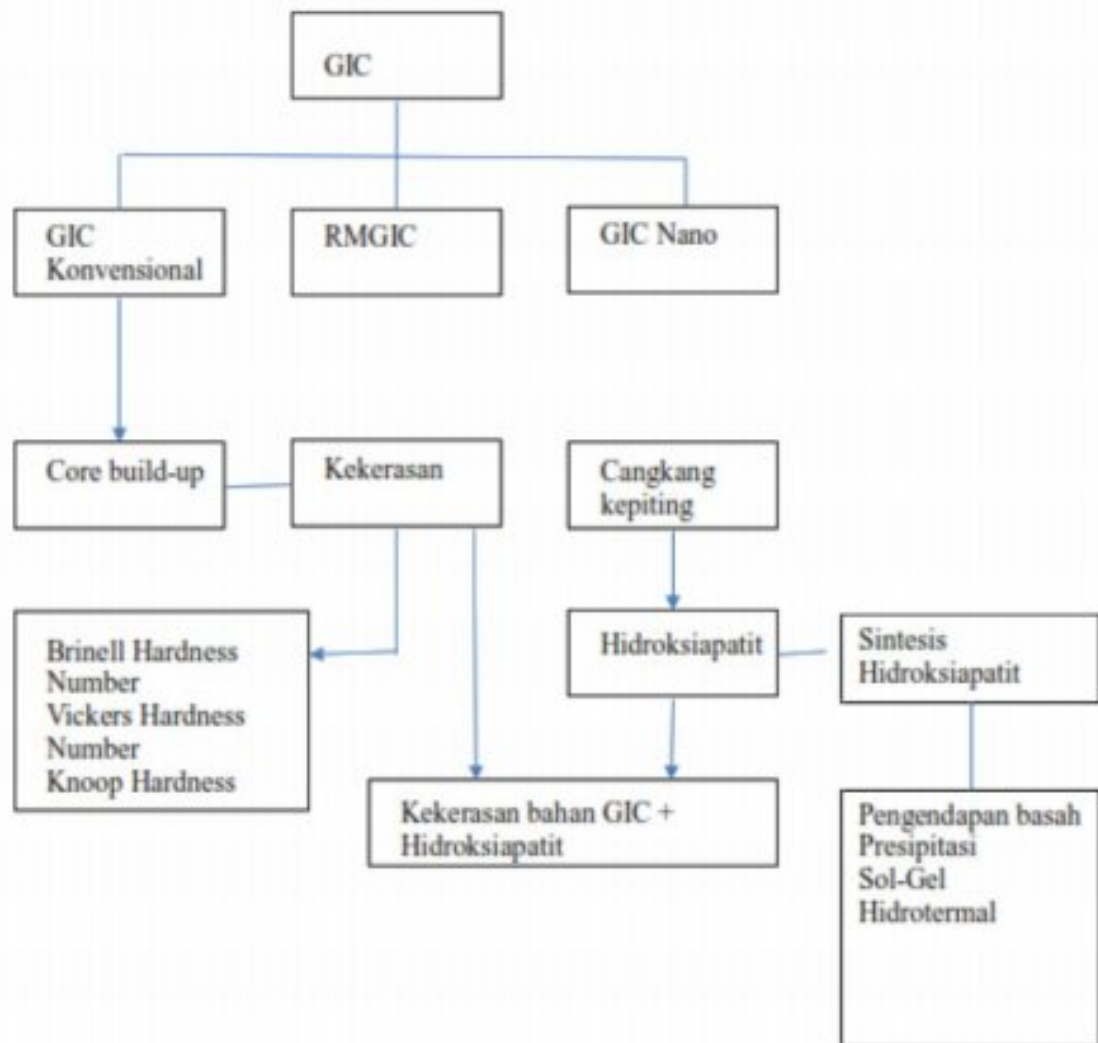 GIC
GIC
Konvensional
RMGIC
GIC Nano
Core build-up
Kekerasan
Cangkang
kepiting
Brinell Hardness
Number
Vickers Hardness
Number
Knoop Hardness
Hidroksiapatit
Sintesis
Hidroksiapatit
Kekerasan bahan GIC +
Hidroksiapatit
Pengendapan basah
Presipitasi
Sol-Gel
Hidrotermal